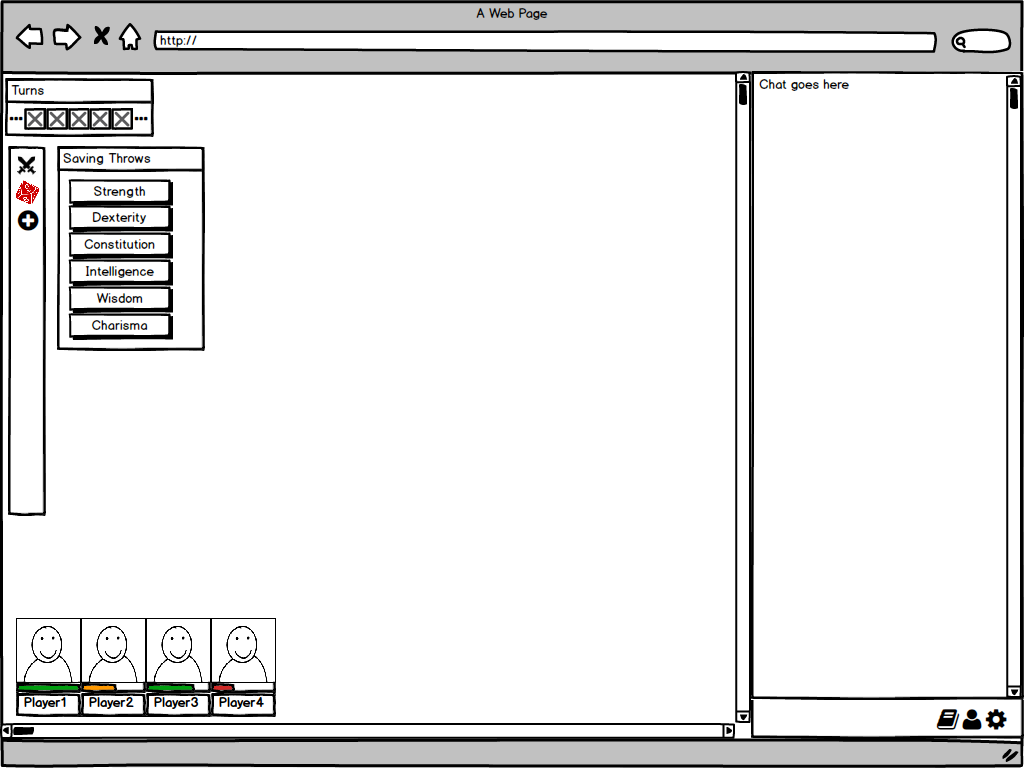 A Web Page
http://
Turns
Chat goes here
Saving Throws
Strength
Dexterity
Constitution
Intelligence
Wisdom
Charisma
Player1
Player2
Player3
Player4